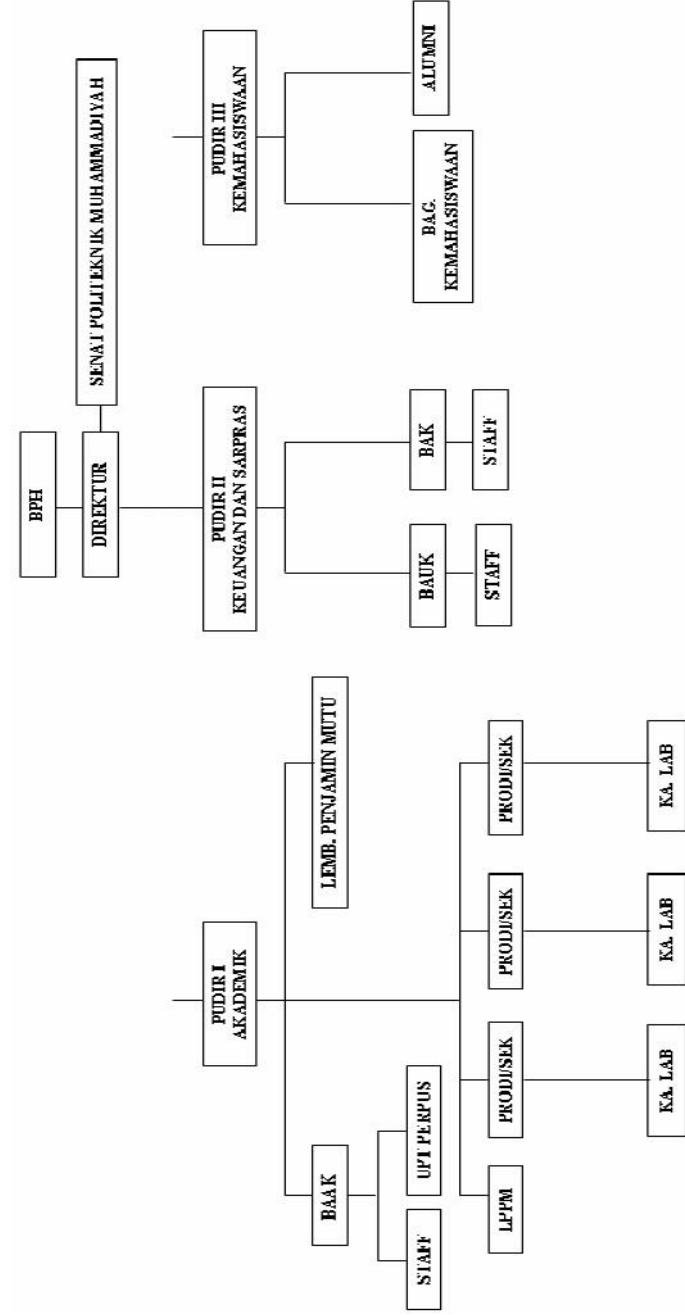 BPH
DIREKTUR
SENAT POLITEKNIK MUHAMMADIYAH
PUDIR I
AKADEMIK
PUDIR II
KEUANGAN DAN SARPRAS
PUDIR III
KEMAHASISWAAN
BAAK
LEMB. PENJAMIN MUTU
BAUK
BAK
BAG.
KEMAHASISWAAN
ALUMNI
STAFF
UPT PERPUS
STAFF
STAFF
LPPM
PRODI/SEK
PRODI/SEK
PRODI/SEK
KA. LAB
KA. LAB
KA. LAB